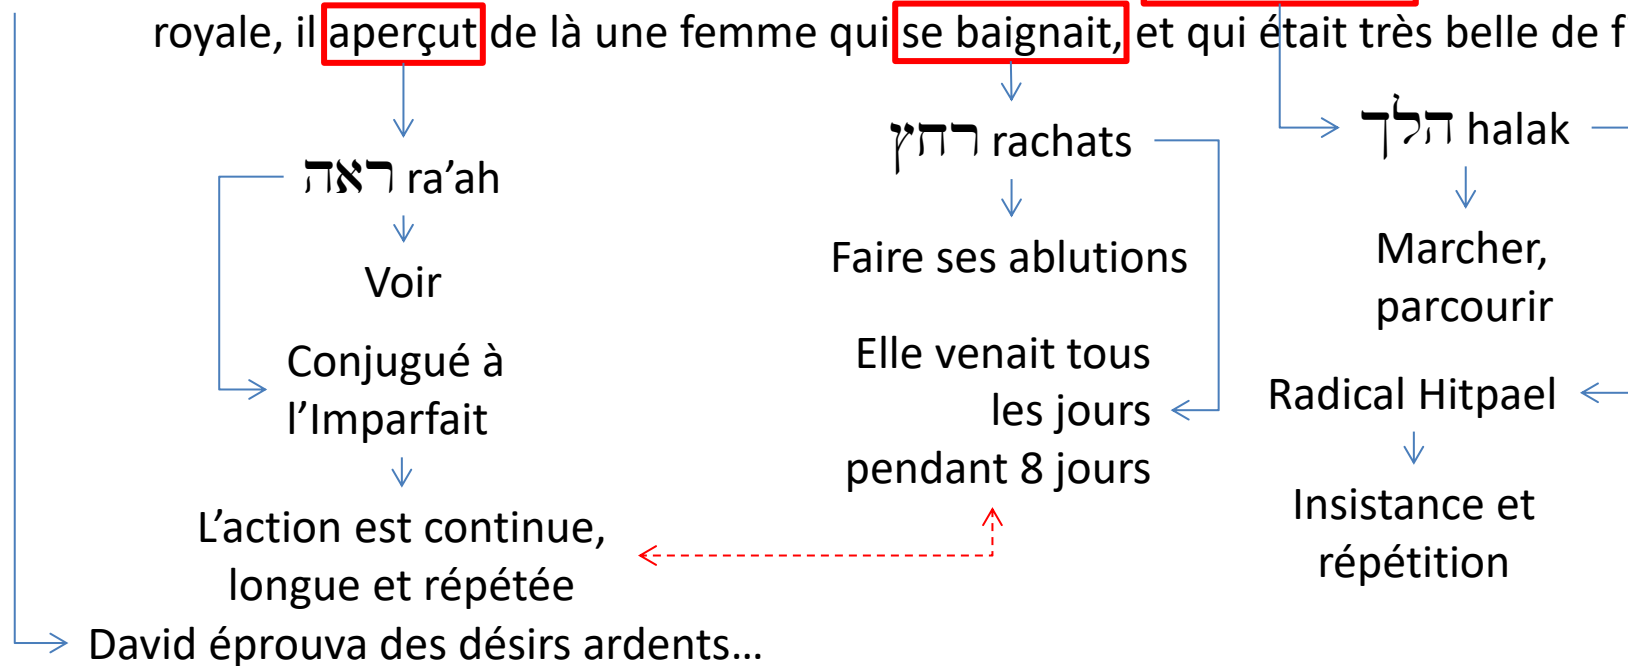 royale, il aperçut de là une femme qui se baignait, et qui était très belle de f
ראה ra’ah
Voir
Conjugué à
l’Imparfait
L’action est continue,
longue et répétée
רחץ rachats
Faire ses ablutions
Elle venait tous
les jours
pendant 8 jours
הלך halak
Marcher,
parcourir
Radical Hitpael
Insistance et
répétition
David éprouva des désirs ardents…